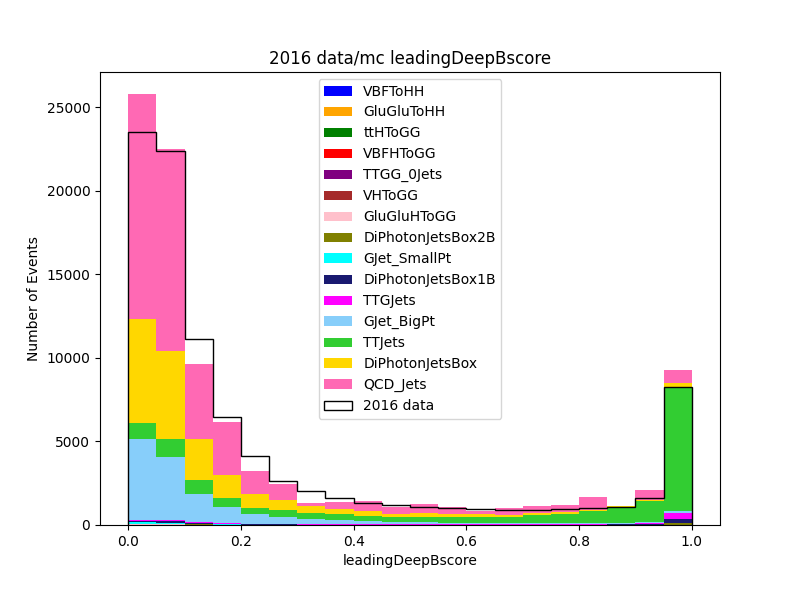 2016 data/mc leadingDeepBscore
Number of Events
25000
20000
15000
10000
5000
0
VBFToHH
GluGluToHH
ttHToGG
VBFHToGG
TTGG_0Jets
VHToGG
GluGluHToGG
DiPhotonJetsBox2B
GJet_SmallPt
DiPhotonJetsBox1B
TTGJets
GJet_BigPt
TTJets
DiPhotonJetsBox
QCD_Jets
2016 data
0.0 0.2 0.4 0.6 0.8 1.0
leadingDeepBscore